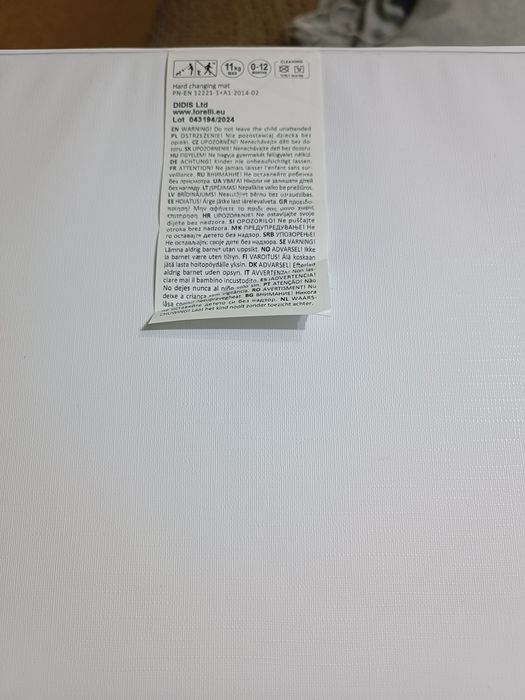 11kg 0-12 CLEANING
MAX MONTHS
Hard changing mat
PN-EN 12221-1+A1:2014-02
DIDIS Ltd
www.lorelli.eu
Lot 043194/2024
EN WARNING! Do not leave the child unattended
PL OSTRZEŻENIE! Nie pozostawiaj dziecka bez
opieki. CZ UPOZORNĚNÍ! Nenechávejte dítě bez do-
zoru. SK UPOZORNENIE! Nenechávajte dieťa bez dozoru.
HU FIGYELEM! Ne hagyja gyermekét felügyelet nélkül.
DE ACHTUNG! Kinder nie unbeaufsichtigt lassen.
FR ATTENTION! Ne jamais laisser l'enfant sans sur-
veillance. RU ВНИМАНИЕ! Не оставляйте ребенка
без присмотра. UA УВАГА! Ніколи не залишайте дітей
без нагляду. LT ĮSPĖJIMAS! Nepalikite vaiko be priežiūros.
LV BRĪDINĀJUMS! Neatstājiet bērnu bez uzraudzības.
EE HOIATUS! Ärge jätke last järelevalveta. GR προειδο-
ποίηση! Μην αφήνετε το παιδί σας χωρίς
επιτήρηση. HR UPOZORENJE! Ne ostavljajte svoje
dijete bez nadzora. SI OPOZORILO! Ne puščajte
otroka brez nadzora. MK ПРЕДУПРЕДУВАЊЕ! Не
го оставајте детето без надзор. SRB УПОЗОРЕЊЕ!
Не остављајте своје дете без надзора. SE VARNING!
Lämna aldrig barnet utan uppsikt. NO ADVARSEL! Ikke
la barnet være uten tilsyn. FI VAROITUS! Älä koskaan
jätä lasta hoitopöydälle yksin. DK ADVARSEL! Efterlad
aldrig barnet uden opsyn. IT AVVERTENZA! Non las-
ciare mai il bambino incustodito. ES ¡ADVERTENCIA!
No dejes nunca al niño solo sin. PT ATENÇÃO! Não
deixe a criança sem vigilância. RO AVERTISMENT! Nu
lăsa copilul nesupravegheat. BG ВНИМАНИЕ! Никога
не оставяйте детето си без надзор. NL WAARS-
CHUWING! Laat het kind nooit zonder toezicht achter.